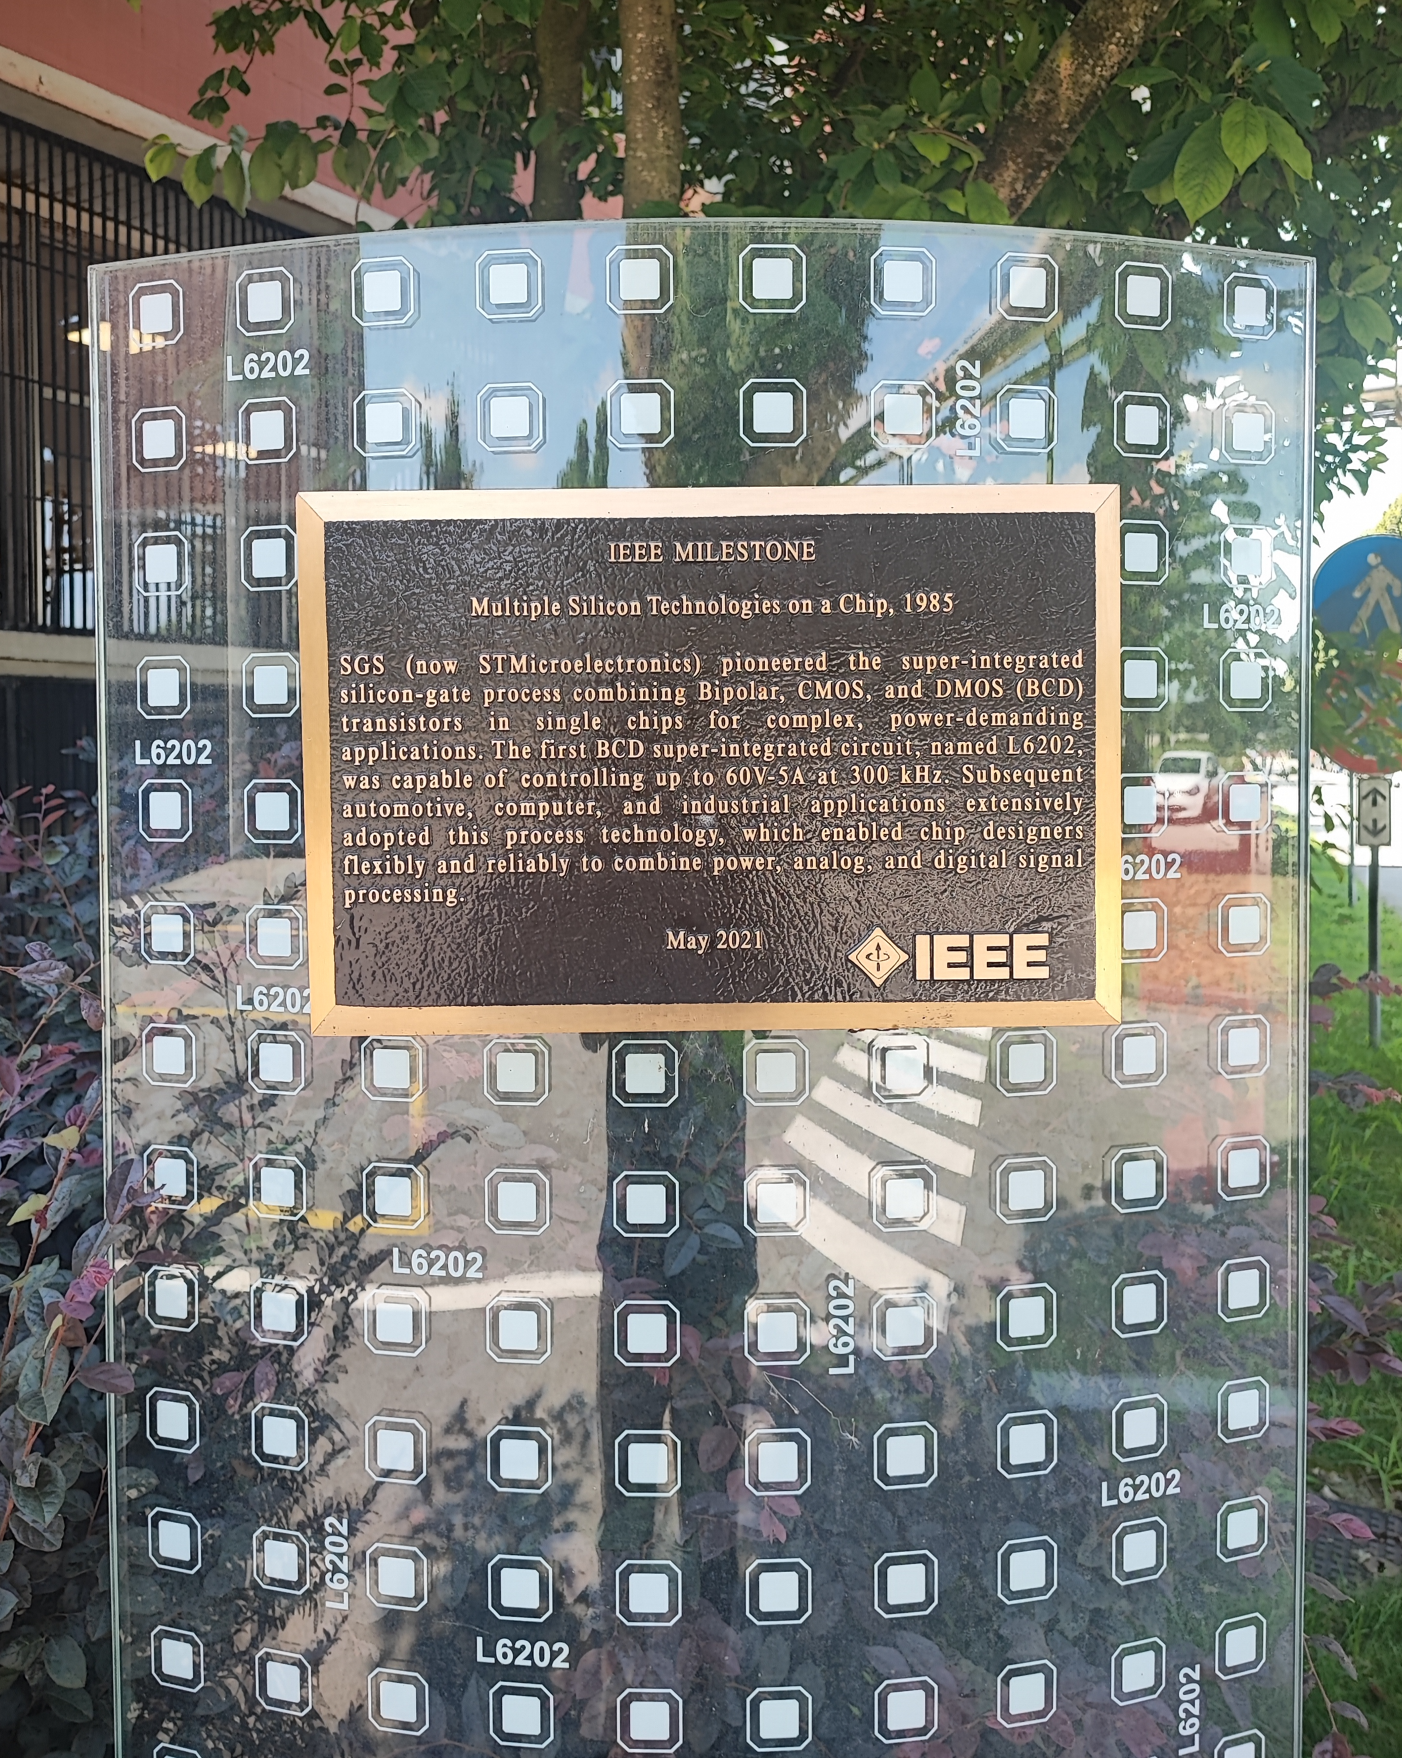 L6202
L6202
IEEE MILESTONE
Multiple Silicon Technologies on a Chip, 1985
SGS (now STMicroelectronics) pioneered the super-integrated
silicon-gate process combining Bipolar, CMOS, and DMOS (BCD)
transistors in single chips for complex, power-demanding
applications. The first BCD super-integrated circuit, named L6202,
was capable of controlling up to 60V-5A at 300 kHz. Subsequent
automotive, computer, and industrial applications extensively
adopted this process technology, which enabled chip designers
flexibly and reliably to combine power, analog, and digital signal
processing.
May 2021
IEEE
L6202
L6202
6202
L6202
L6202
L6202
L6202
L6202
L6202
L6202